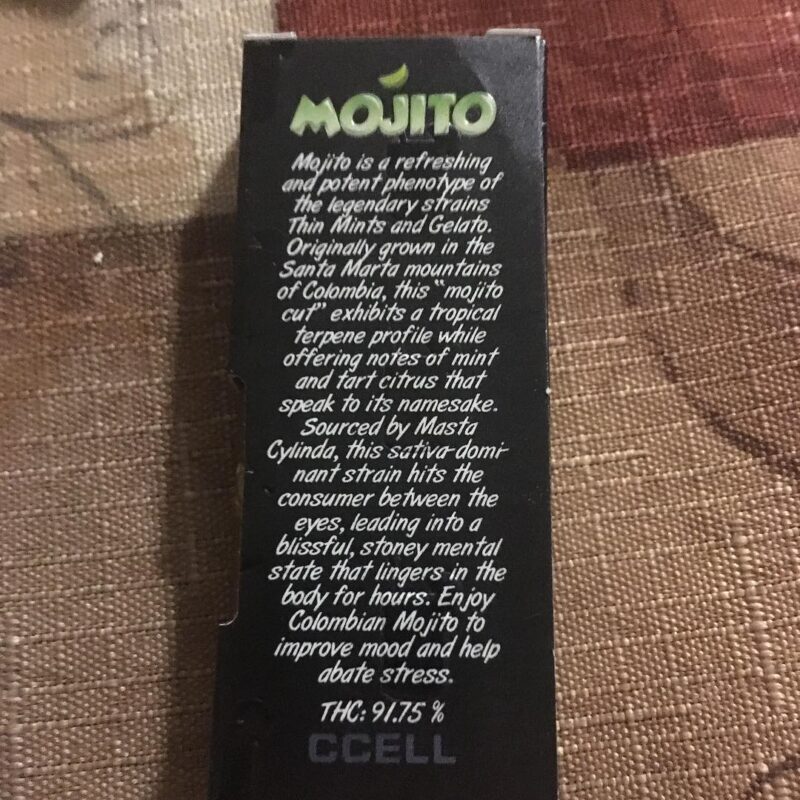 MOJITO
Mojito is a refreshing
and potent phenotype of
the legendary strains
Thin Mints and Gelato.
Originally grown in the
Santa Marta mountains
of Colombia, this "mojito
cut" exhibits a tropical
terpene profile while
offering notes of mint
and tart citrus that
speak to its namesake.
Sourced by Masta
Cylinda, this sativa-domi-
nant strain hits the
consumer between the
eyes, leading into a
blissful, stoney mental
state that lingers in the
body for hours. Enjoy
Colombian Mojito to
improve mood and help
abate stress.
THC: 91.75 %
CCELL